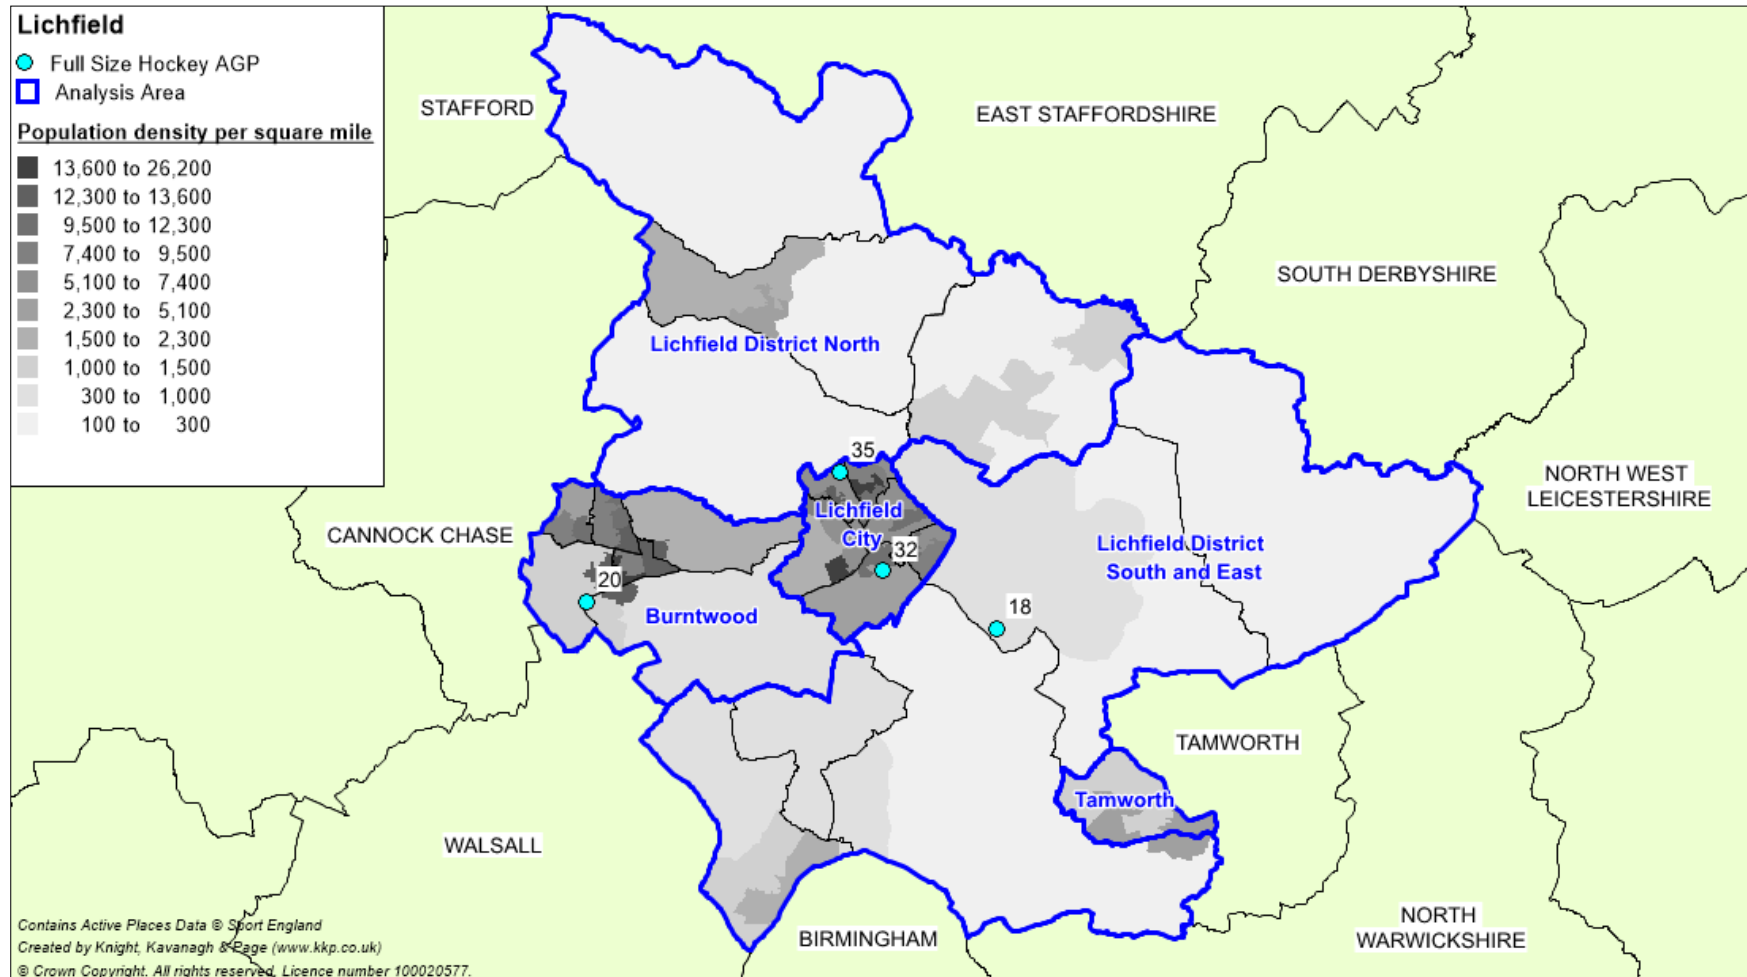 Lichfield
Full Size Hockey AGP
Analysis Area
Population density per square mile
13,600 to 26,200
12,300 to 13,600
9,500 to 12,300
7,400 to 9,500
5,100 to 7,400
2,300 to 5,100
1,500 to 2,300
1,000 to 1,500
300 to 1,000
100 to 300
STAFFORD
EAST STAFFORDSHIRE
SOUTH DERBYSHIRE
Lichfield District North
35
NORTH WEST
LEICESTERSHIRE
CANNOCK CHASE
Lichfield
City
32
Lichfield District
South and East
20
Burntwood
18
TAMWORTH
Tamworth
WALSALL
BIRMINGHAM
NORTH
WARWICKSHIRE
Contains Active Places Data © Sport England
Created by Knight, Kavanagh & Page (www.kkp.co.uk)
© Crown Copyright. All rights reserved. Licence number 100020577.